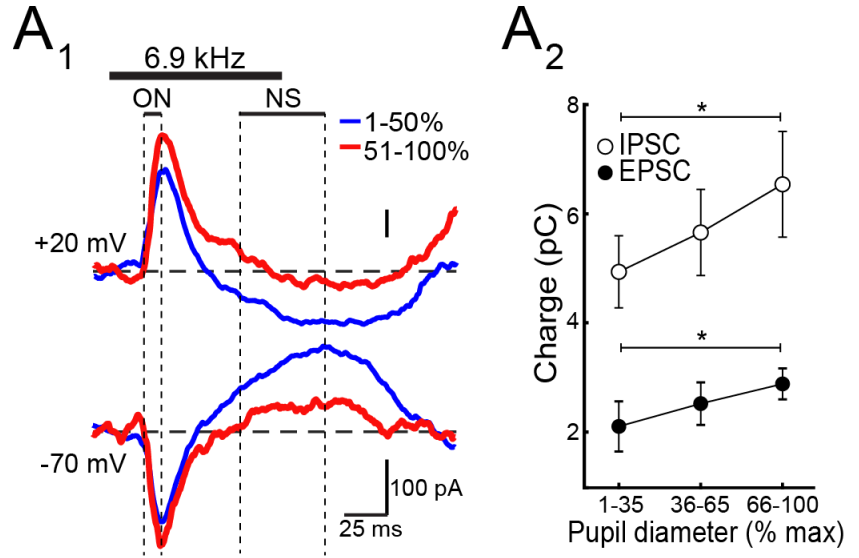 A1
6.9 kHz
ON
NS
1-50%
51-100%
+20 mV
-70 mV
100 pA
25 ms
A2
8
*
IPSC
EPSC
6
Charge (pC)
4
*
2
1-35 36-65 66-100
Pupil diameter (% max)